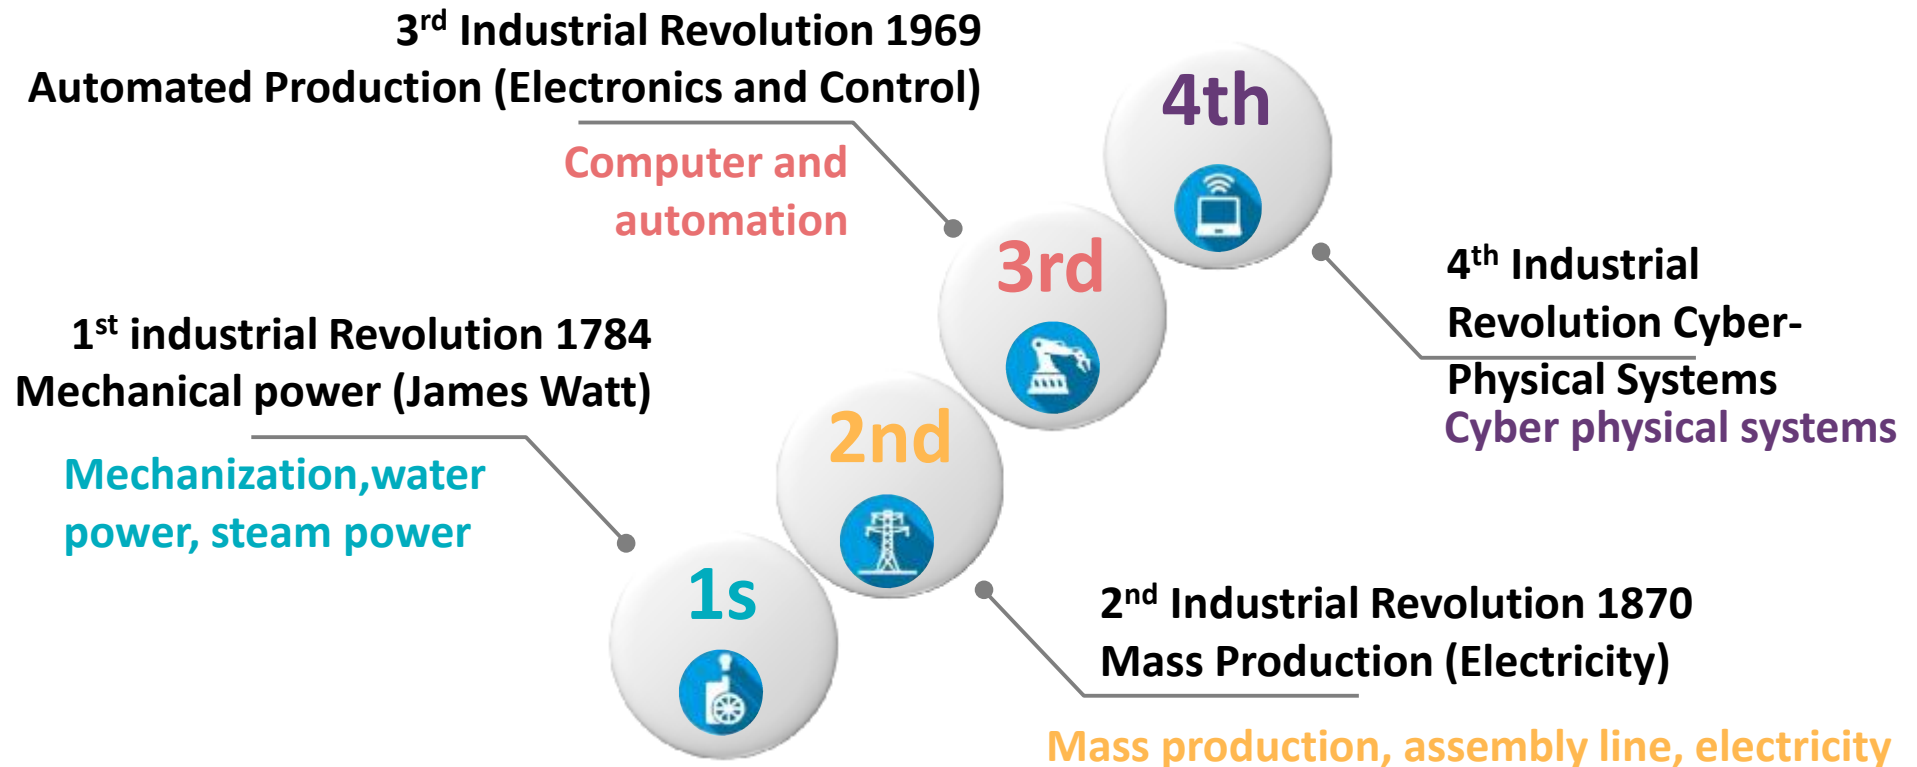 3rd Industrial Revolution 1969
Automated Production (Electronics and Control)
Computer and
automation
4th
3rd
4th Industrial
Revolution Cyber-
Physical Systems
Cyber physical systems
1st industrial Revolution 1784
Mechanical power (James Watt)
Mechanization,water
power, steam power
2nd
1s
2nd Industrial Revolution 1870
Mass Production (Electricity)
Mass production, assembly line, electricity